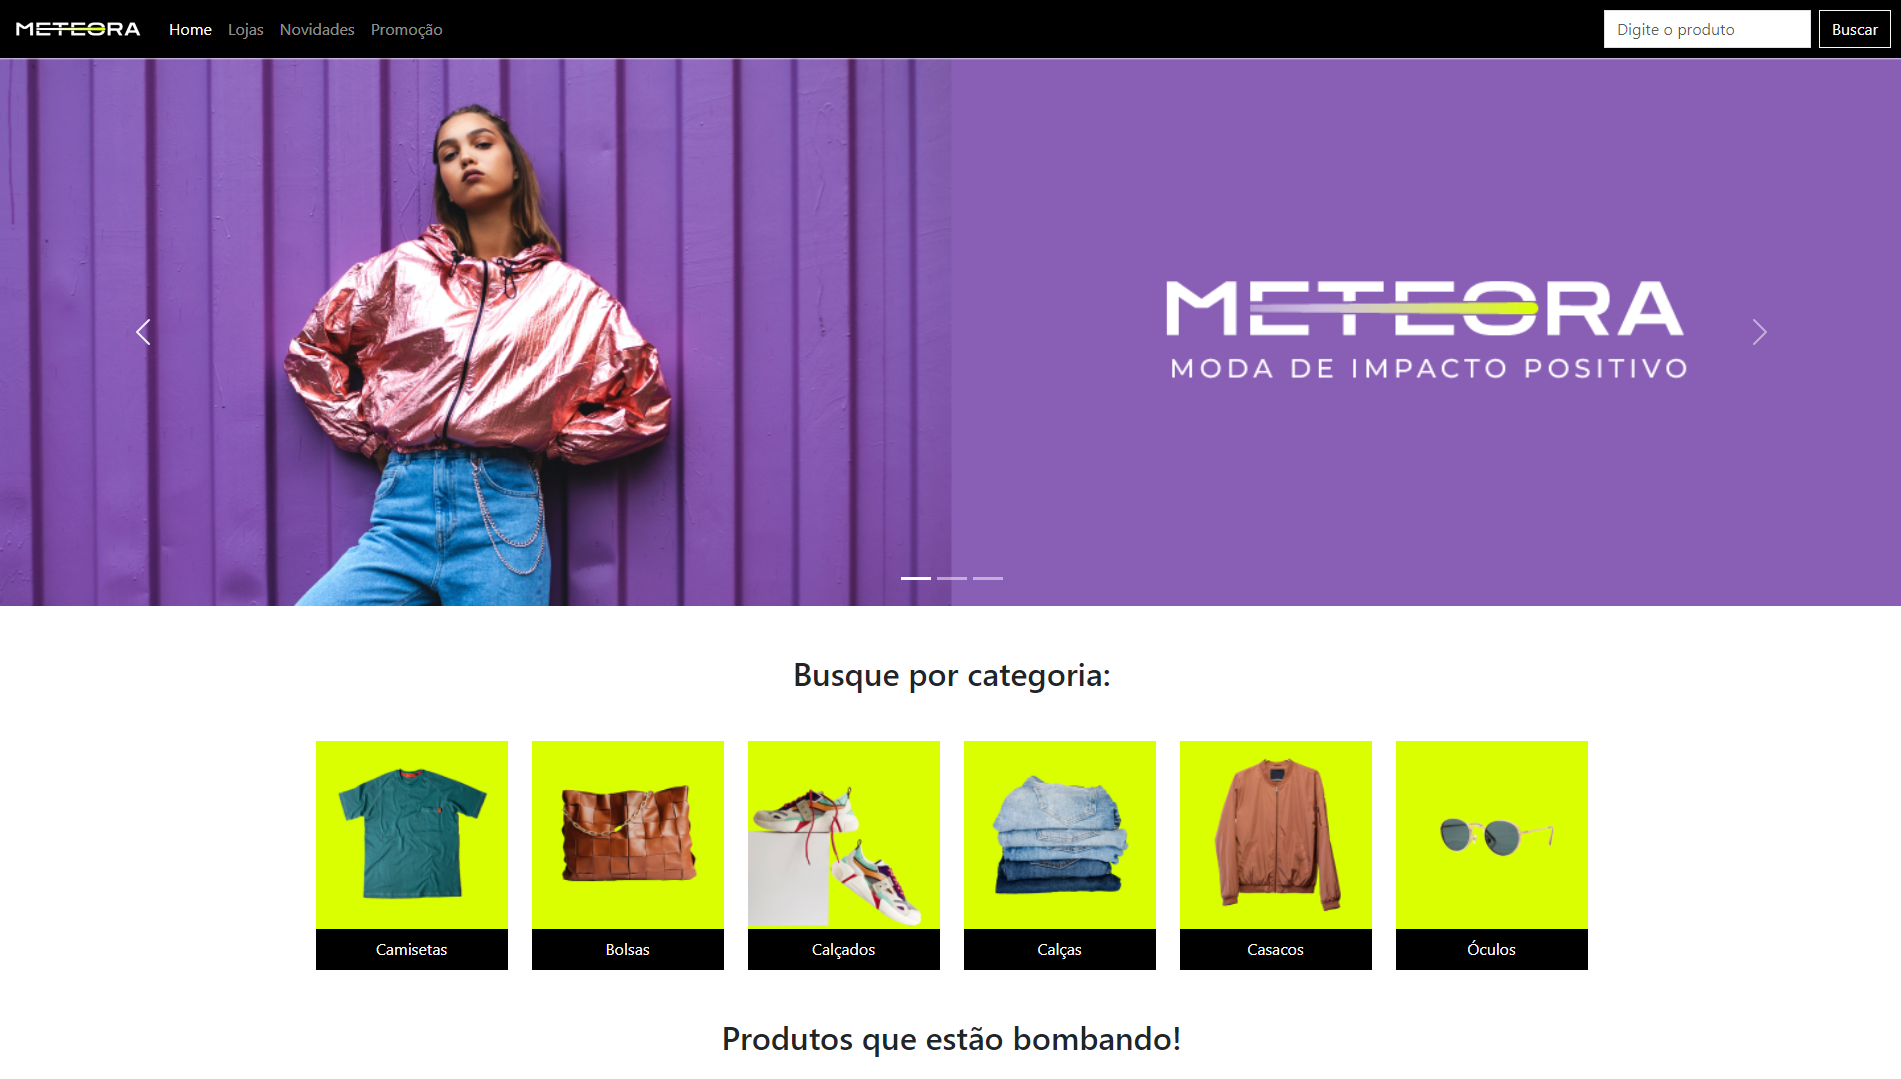 METEORA
Home Lojas Novidades Promoção
Digite o produto
Buscar
METEORA
MODA DE IMPACTO POSITIVO
Busque por categoria:
Camisetas
Bolsas
Calçados
Calças
Casacos
Óculos
Produtos que estão bombando!